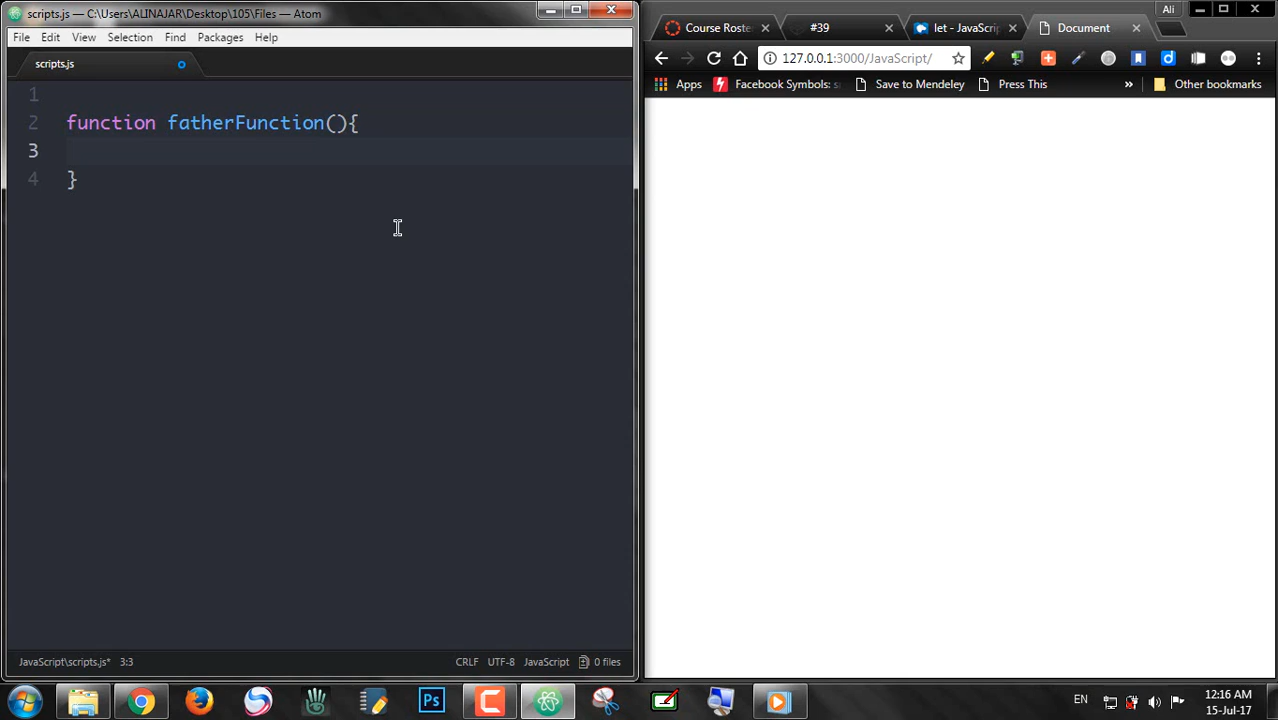 scripts.js — C:\Users\ALINAJAR\Desktop\105\Files — Atom
File Edit View Selection Find Packages Help
scripts.js
1
2 function fatherFunction(){
3
4 }
JavaScript\scripts.js* 3:3 CRLF UTF-8 JavaScript 0 files
Ali
Course Roste #39 let - JavaScrip Document
127.0.0.1:3000/JavaScript/
Apps Facebook Symbols: Save to Mendeley Press This » Other bookmarks
Ps EN
12:16 AM
15-Jul-17